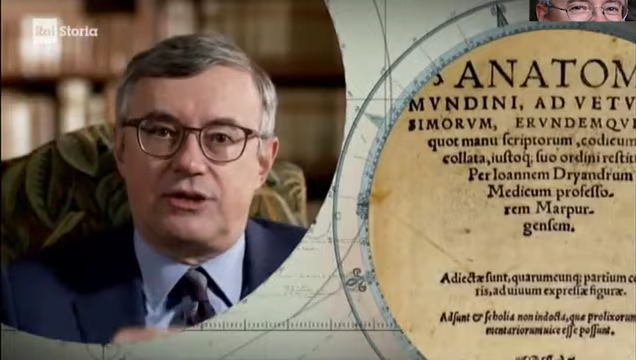 Rai Storia
ANATOM
MVNDINI, AD VETV
SIMORVM, ERVNDEMQV
quot manu scriptorum, codicum
collata, iustoq; suo ordini restit
Per Ioannem Dryandrum
Medicum professo-
rem Marpur-
gensem.
Adiectæ sunt, quarumcunq; partium c
ris, ad uiuum expressæ figuræ.
Adsunt & scholia non indocta, quæ prolixorum
mentariorum uice esse possunt.